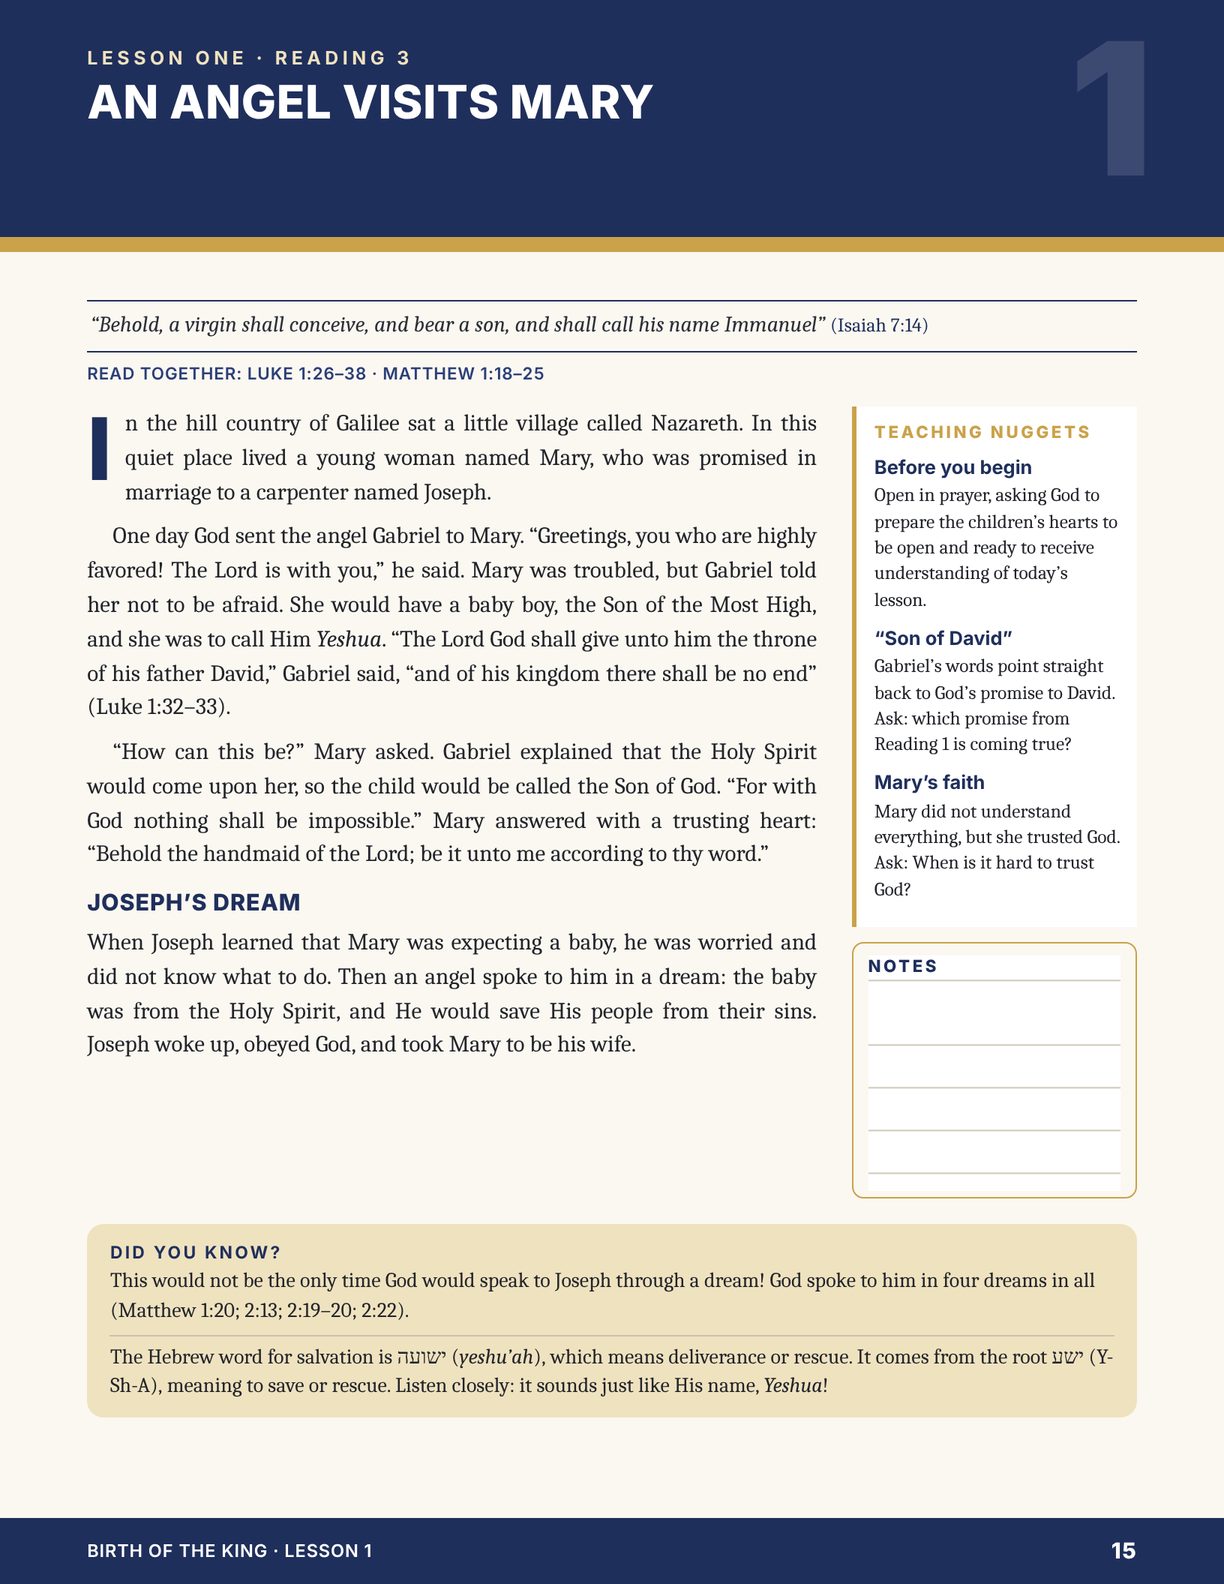 LESSON ONE · READING 3
AN ANGEL VISITS MARY
1
“Behold, a virgin shall conceive, and bear a son, and shall call his name Immanuel” (Isaiah 7:14)
READ TOGETHER: LUKE 1:26–38 · MATTHEW 1:18–25
In the hill country of Galilee sat a little village called Nazareth. In this
quiet place lived a young woman named Mary, who was promised in
marriage to a carpenter named Joseph.
One day God sent the angel Gabriel to Mary. “Greetings, you who are highly
favored! The Lord is with you,” he said. Mary was troubled, but Gabriel told
her not to be afraid. She would have a baby boy, the Son of the Most High,
and she was to call Him Yeshua. “The Lord God shall give unto him the throne
of his father David,” Gabriel said, “and of his kingdom there shall be no end”
(Luke 1:32–33).
“How can this be?” Mary asked. Gabriel explained that the Holy Spirit
would come upon her, so the child would be called the Son of God. “For with
God nothing shall be impossible.” Mary answered with a trusting heart:
“Behold the handmaid of the Lord; be it unto me according to thy word.”
JOSEPH’S DREAM
When Joseph learned that Mary was expecting a baby, he was worried and
did not know what to do. Then an angel spoke to him in a dream: the baby
was from the Holy Spirit, and He would save His people from their sins.
Joseph woke up, obeyed God, and took Mary to be his wife.
TEACHING NUGGETS
Before you begin
Open in prayer, asking God to
prepare the children’s hearts to
be open and ready to receive
understanding of today’s
lesson.
“Son of David”
Gabriel’s words point straight
back to God’s promise to David.
Ask: which promise from
Reading 1 is coming true?
Mary’s faith
Mary did not understand
everything, but she trusted God.
Ask: When is it hard to trust
God?
NOTES
DID YOU KNOW?
This would not be the only time God would speak to Joseph through a dream! God spoke to him in four dreams in all
(Matthew 1:20; 2:13; 2:19–20; 2:22).
The Hebrew word for salvation is ישועה (yeshu’ah), which means deliverance or rescue. It comes from the root ישע (Y-
Sh-A), meaning to save or rescue. Listen closely: it sounds just like His name, Yeshua!
BIRTH OF THE KING · LESSON 1
15